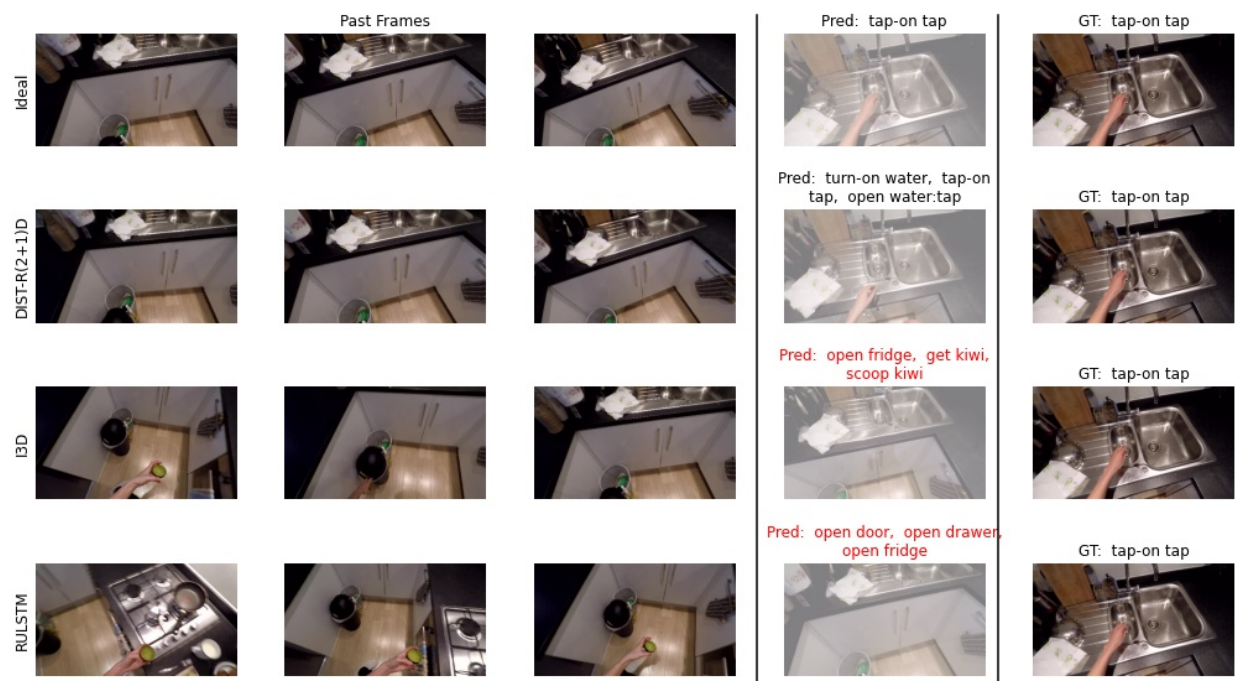 Past Frames
Pred: tap-on tap
GT: tap-on tap
Ideal
Pred: turn-on water, tap-on
tap, open water:tap
GT: tap-on tap
DIST-R(2+1)D
Pred: open fridge, get kiwi,
scoop kiwi
GT: tap-on tap
I3D
Pred: open door, open drawer,
open fridge
GT: tap-on tap
RULSTM